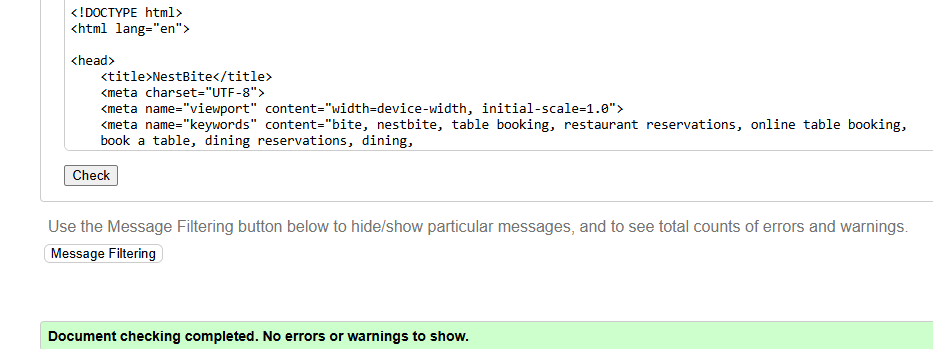 <!DOCTYPE html>
<html lang="en">
<head>
<title>NestBite</title>
<meta charset="UTF-8">
<meta name="viewport" content="width=device-width, initial-scale=1.0">
<meta name="keywords" content="bite, nestbite, table booking, restaurant reservations, online table booking,
book a table, dining reservations, dining,
Check
Use the Message Filtering button below to hide/show particular messages, and to see total counts of errors and warnings.
Message Filtering
Document checking completed. No errors or warnings to show.